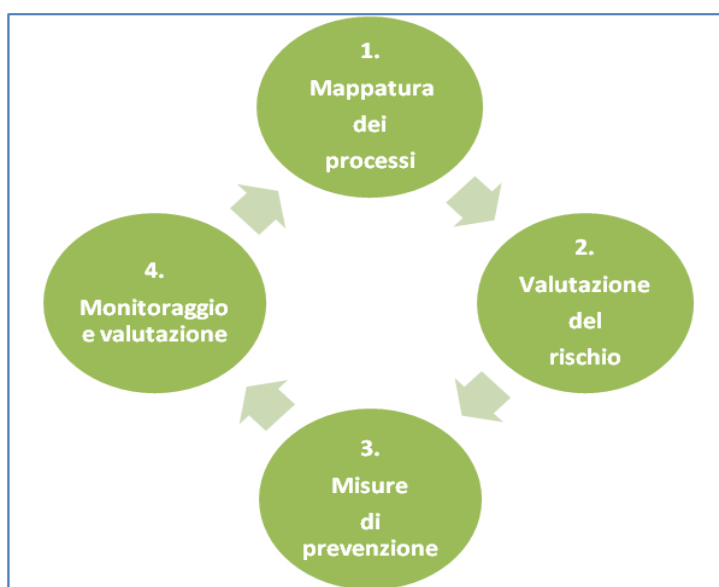 1.
Mappatura
dei
processi
2.
Valutazione
del
rischio
3.
Misure
di
prevenzione
4.
Monitoraggio
e valutazione